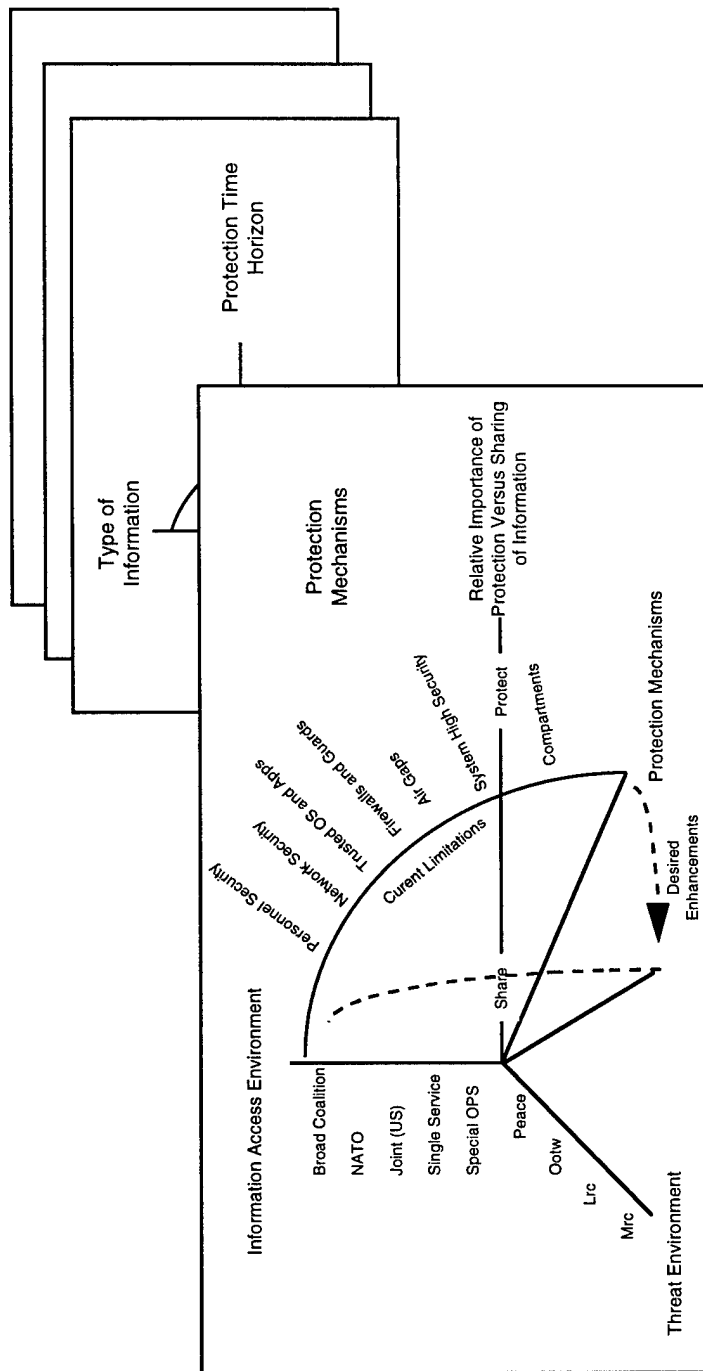 Protection Time
Horizon
Type of
Information
Protection
Mechanisms
Information Access Environment
Broad Coalition
NATO
Joint (US)
Single Service
Special OPS
Personnel Security
Network Security
Trusted OS and Apps
Firewalls and Guards
Air Gaps
System High Security
Compartments
Curent Limitations
Share
Protect
Relative Importance of
Protection Versus Sharing
of Information
Peace
Ootw
Lrc
Mrc
Threat Environment
Protection Mechanisms
Desired
Enhancements